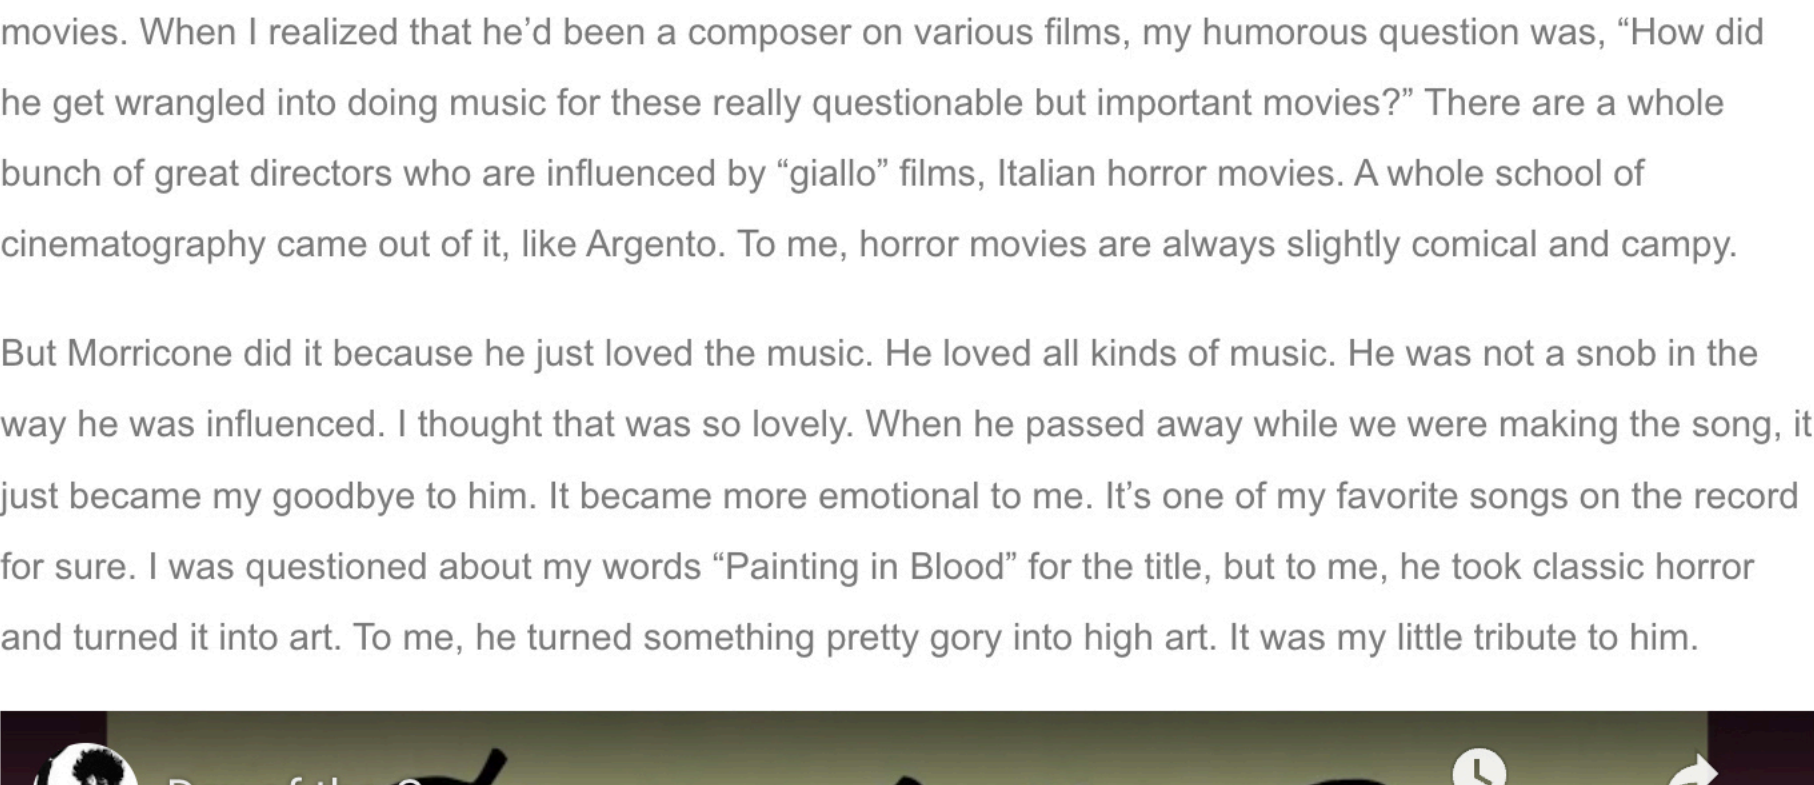 movies. When I realized that he’d been a composer on various films, my humorous question was, “How did
he get wrangled into doing music for these really questionable but important movies?” There are a whole
bunch of great directors who are influenced by “giallo” films, Italian horror movies. A whole school of
cinematography came out of it, like Argento. To me, horror movies are always slightly comical and campy.
But Morricone did it because he just loved the music. He loved all kinds of music. He was not a snob in the
way he was influenced. I thought that was so lovely. When he passed away while we were making the song, it
just became my goodbye to him. It became more emotional to me. It’s one of my favorite songs on the record
for sure. I was questioned about my words “Painting in Blood” for the title, but to me, he took classic horror
and turned it into art. To me, he turned something pretty gory into high art. It was my little tribute to him.